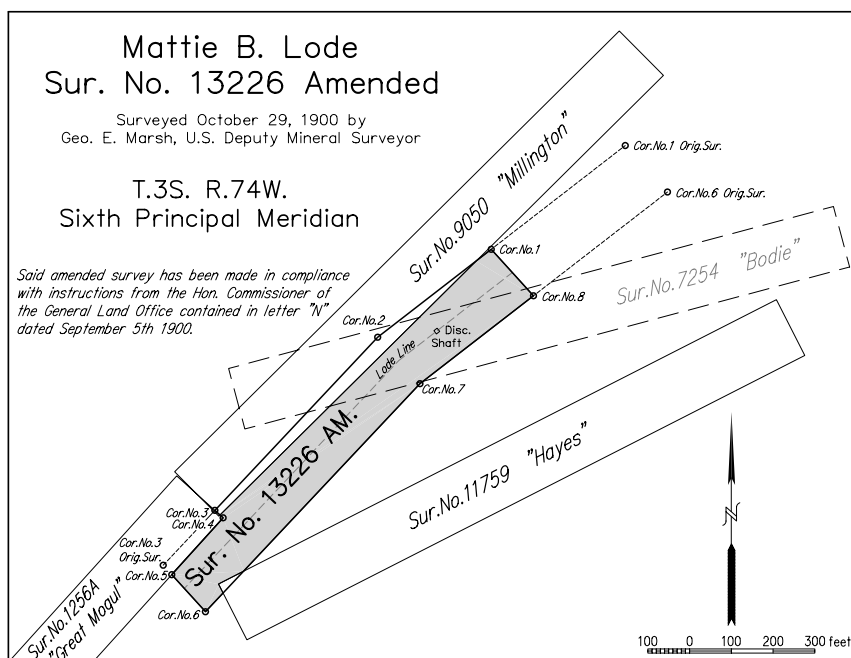 Mattie B. Lode
Sur. No. 13226 Amended
Surveyed October 29, 1900 by
Geo. E. Marsh, U.S. Deputy Mineral Surveyor
T.3S. R.74W.
Sixth Principal Meridian
Said amended survey has been made in compliance
with instructions from the Hon. Commissioner of
the General Land Office contained in letter "N"
dated September 5th 1900.
Sur.No.9050 "Millington"
Cor.No.1 Orig.Sur.
Cor.No.6 Orig.Sur.
Cor.No.1
Sur.No.7254 "Bodie"
Cor.No.8
Cor.No.2
Disc.
Shaft
Lode Line
Cor.No.7
Sur. No. 13226 AM.
Sur.No.11759 "Hayes"
Cor.No.3
Cor.No.4
Cor.No.3
Orig.Sur.
Cor.No.5
Cor.No.6
Sur.No.1256A
"Great Mogul"
N
100 0 100 200 300 feet